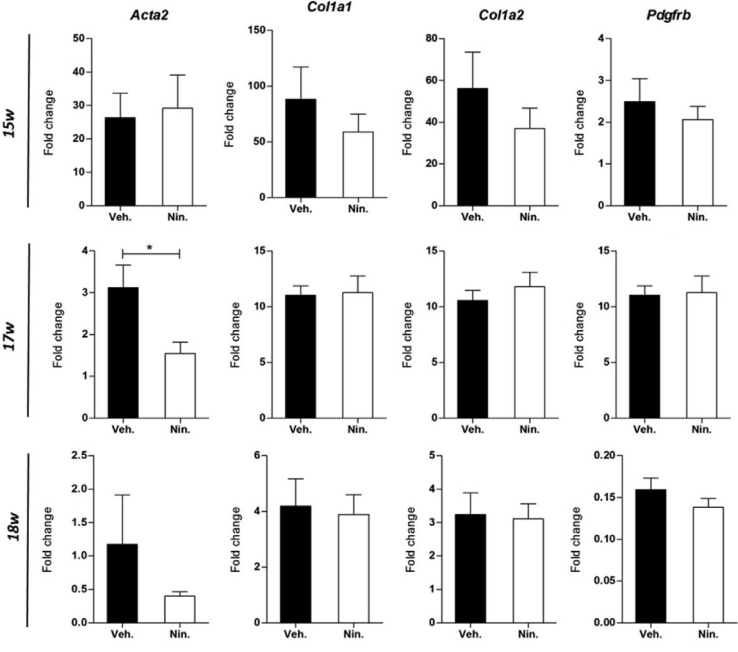 Acta2 Col1a1 Col1a2 Pdgfrb
15w
Fold change
50
40
30
20
10
0
Veh. Nin.
Fold change
150
100
50
0
Veh. Nin.
Fold change
80
60
40
20
0
Veh. Nin.
Fold change
4
3
2
1
0
Veh. Nin.
17w
Fold change
4
3
2
1
0
*
Veh. Nin.
Fold change
15
10
5
0
Veh. Nin.
Fold change
15
10
5
0
Veh. Nin.
Fold change
15
10
5
0
Veh. Nin.
18w
Fold change
2.5
2.0
1.5
1.0
0.5
0.0
Veh. Nin.
Fold change
6
4
2
0
Veh. Nin.
Fold change
5
4
3
2
1
0
Veh. Nin.
Fold change
0.20
0.15
0.10
0.05
0.00
Veh. Nin.